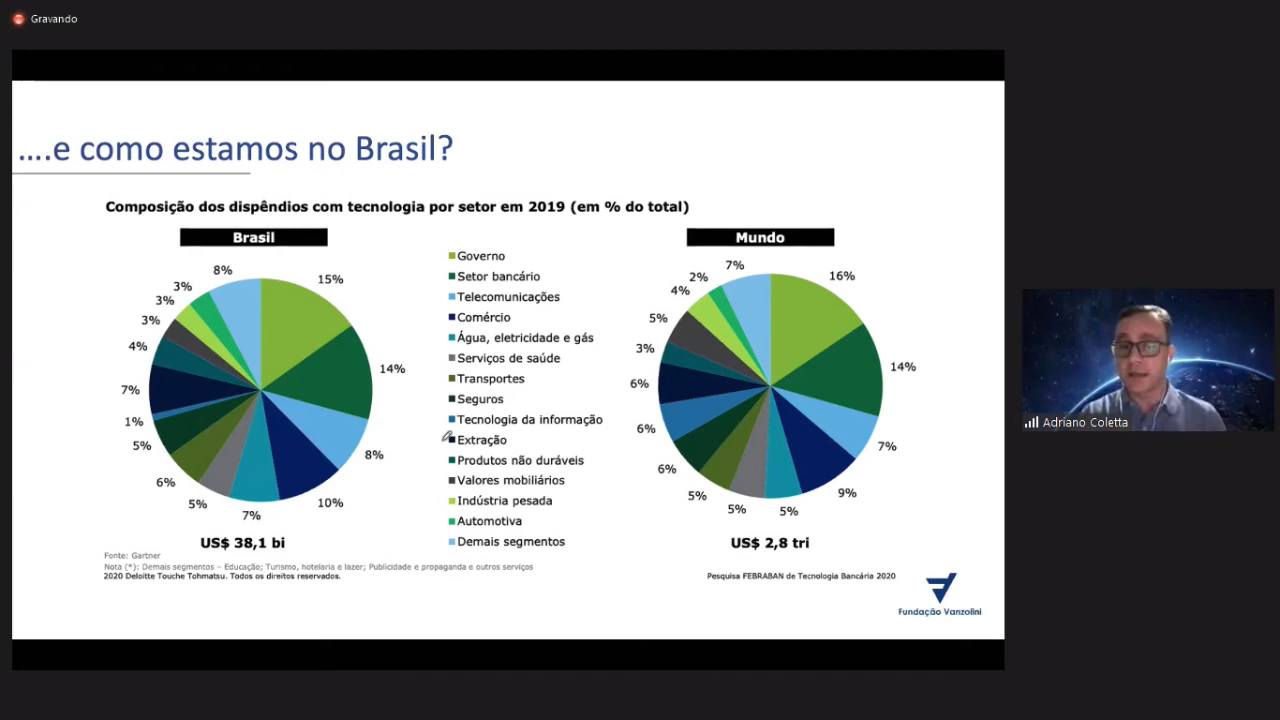 Gravando
....e como estamos no Brasil?
Composição dos dispêndios com tecnologia por setor em 2019 (em % do total)
Brasil
8%
15%
3%
3%
3%
4%
14%
7%
1%
5%
8%
6%
5%
10%
7%
US$ 38,1 bi
Governo
Setor bancário
Telecomunicações
Comércio
Água, eletricidade e gás
Serviços de saúde
Transportes
Seguros
Tecnologia da informação
Extração
Produtos não duráveis
Valores mobiliários
Indústria pesada
Automotiva
Demais segmentos
Mundo
7%
16%
2%
4%
5%
3%
14%
6%
6%
7%
6%
9%
5%
5%
5%
US$ 2,8 tri
Fonte: Gartner
Nota (*): Demais segmentos – Educação; Turismo, hotelaria e lazer; Publicidade e propaganda e outros serviços
2020 Deloitte Touche Tohmatsu. Todos os direitos reservados.
Pesquisa FEBRABAN de Tecnologia Bancária 2020
Fundação Vanzolini
Adriano Coletta